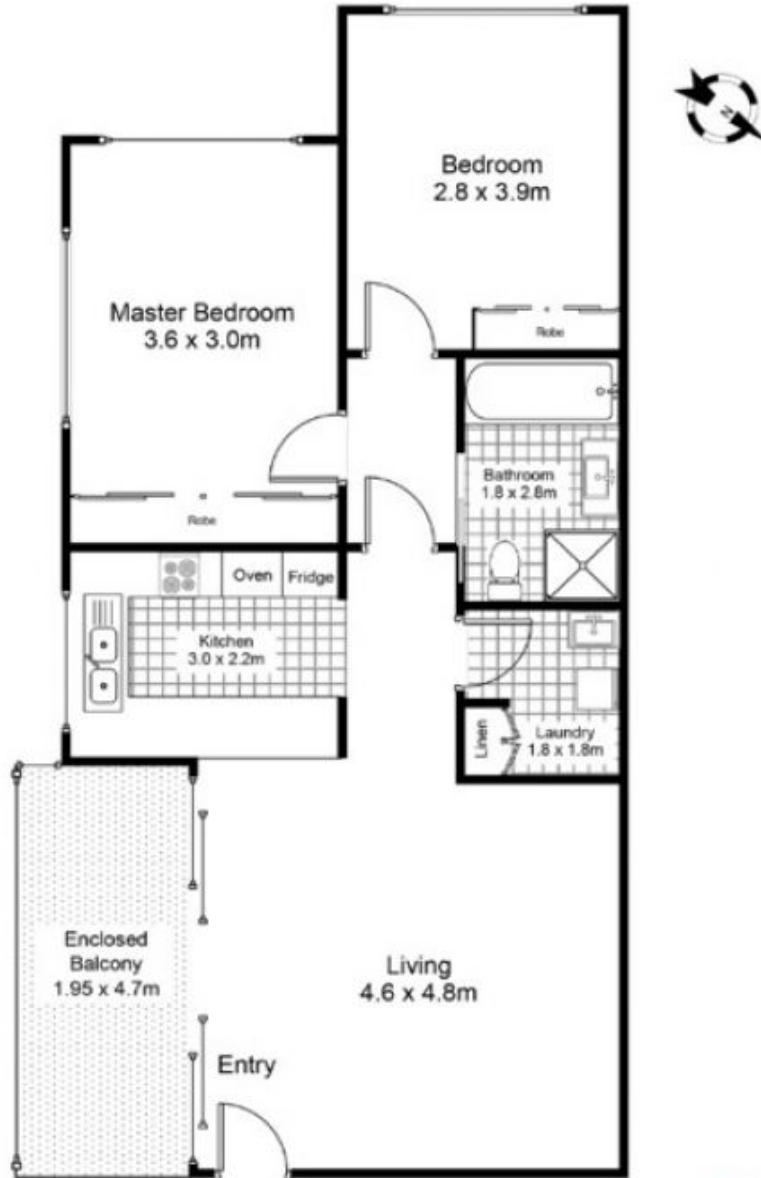 Bedroom
2.8 x 3.9m
N
Master Bedroom
3.6 x 3.0m
Robe
Robe
Bathroom
1.8 x 2.8m
Oven
Fridge
Kitchen
3.0 x 2.2m
Linen
Laundry
1.8 x 1.8m
Enclosed
Balcony
1.95 x 4.7m
Living
4.6 x 4.8m
Entry